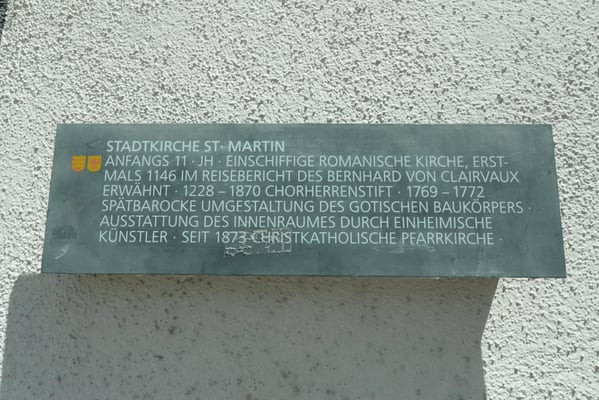 STADTKIRCHE ST· MARTIN
ANFANGS 11 · JH · EINSCHIFFIGE ROMANISCHE KIRCHE, ERST-
MALS 1146 IM REISEBERICHT DES BERNHARD VON CLAIRVAUX
ERWÄHNT · 1228 – 1870 CHORHERRENSTIFT · 1769 – 1772
SPÄTBAROCKE UMGESTALTUNG DES GOTISCHEN BAUKÖRPERS ·
AUSSTATTUNG DES INNENRAUMES DURCH EINHEIMISCHE
KÜNSTLER · SEIT 1873 CHRISTKATHOLISCHE PFARRKIRCHE ·